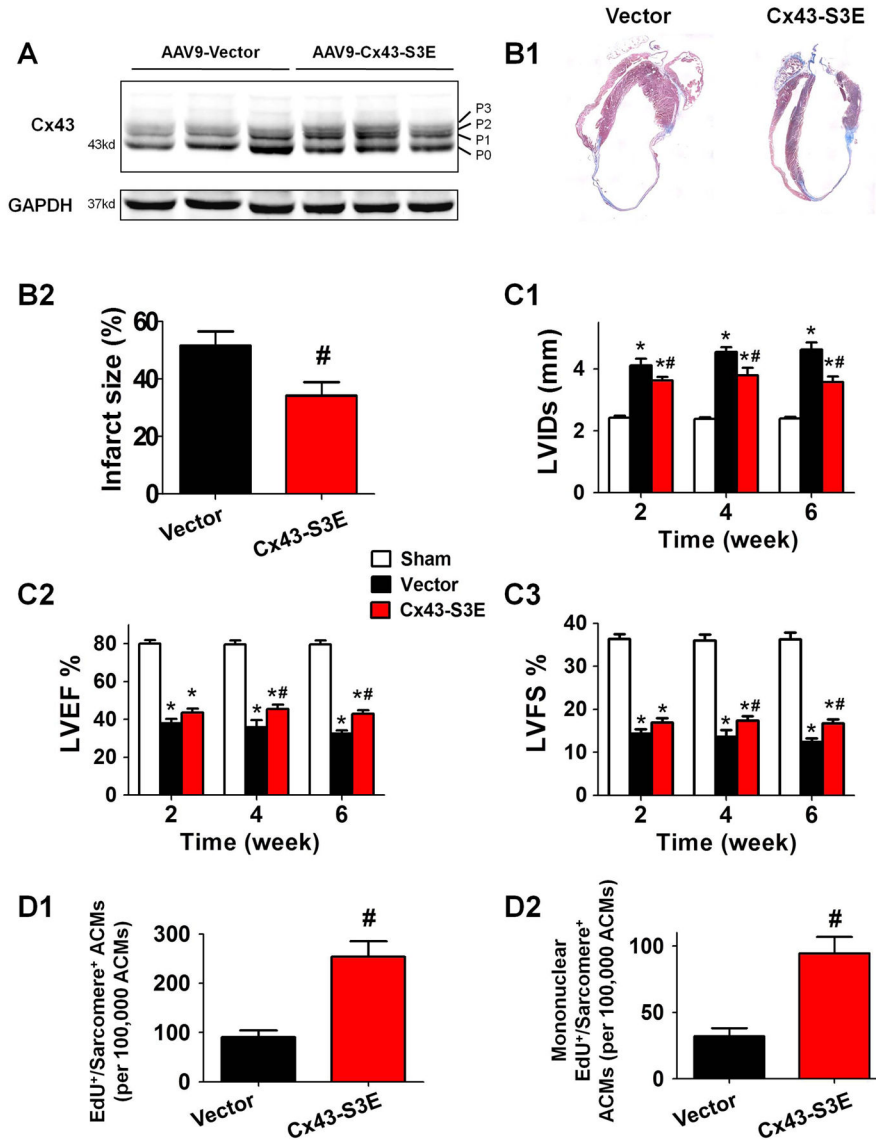 A
AAV9-Vector AAV9-Cx43-S3E
Cx43
43kd
P3
P2
P1
P0
GAPDH
37kd
Vector Cx43-S3E
B1
B2
Infarct size (%)
60
40
20
0
#
Vector
Cx43-S3E
C1
LVIDs (mm)
4
2
0
* *# * *# * *#
2 4 6
Time (week)
Sham
Vector
Cx43-S3E
C2
LVEF %
80
60
40
20
0
* * * *# * *#
2 4 6
Time (week)
C3
LVFS %
40
30
20
10
0
* * * *# * *#
2 4 6
Time (week)
D1
EdU⁺/Sarcomere⁺ ACMs
(per 100,000 ACMs)
300
200
100
0
#
Vector
Cx43-S3E
D2
Mononuclear
EdU⁺/Sarcomere⁺
ACMs (per 100,000 ACMs)
100
50
0
#
Vector
Cx43-S3E